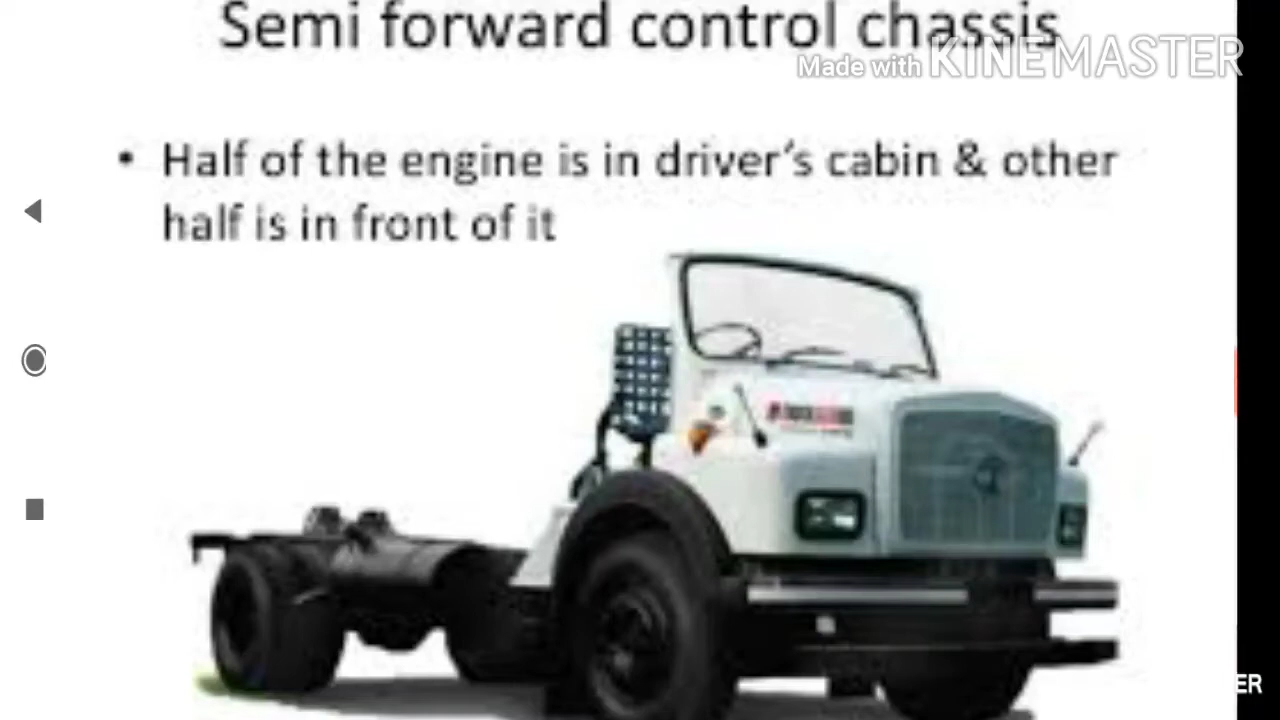 Semi forward control chassis
Made with KINEMASTER
• Half of the engine is in driver's cabin & other
half is in front of it
ER